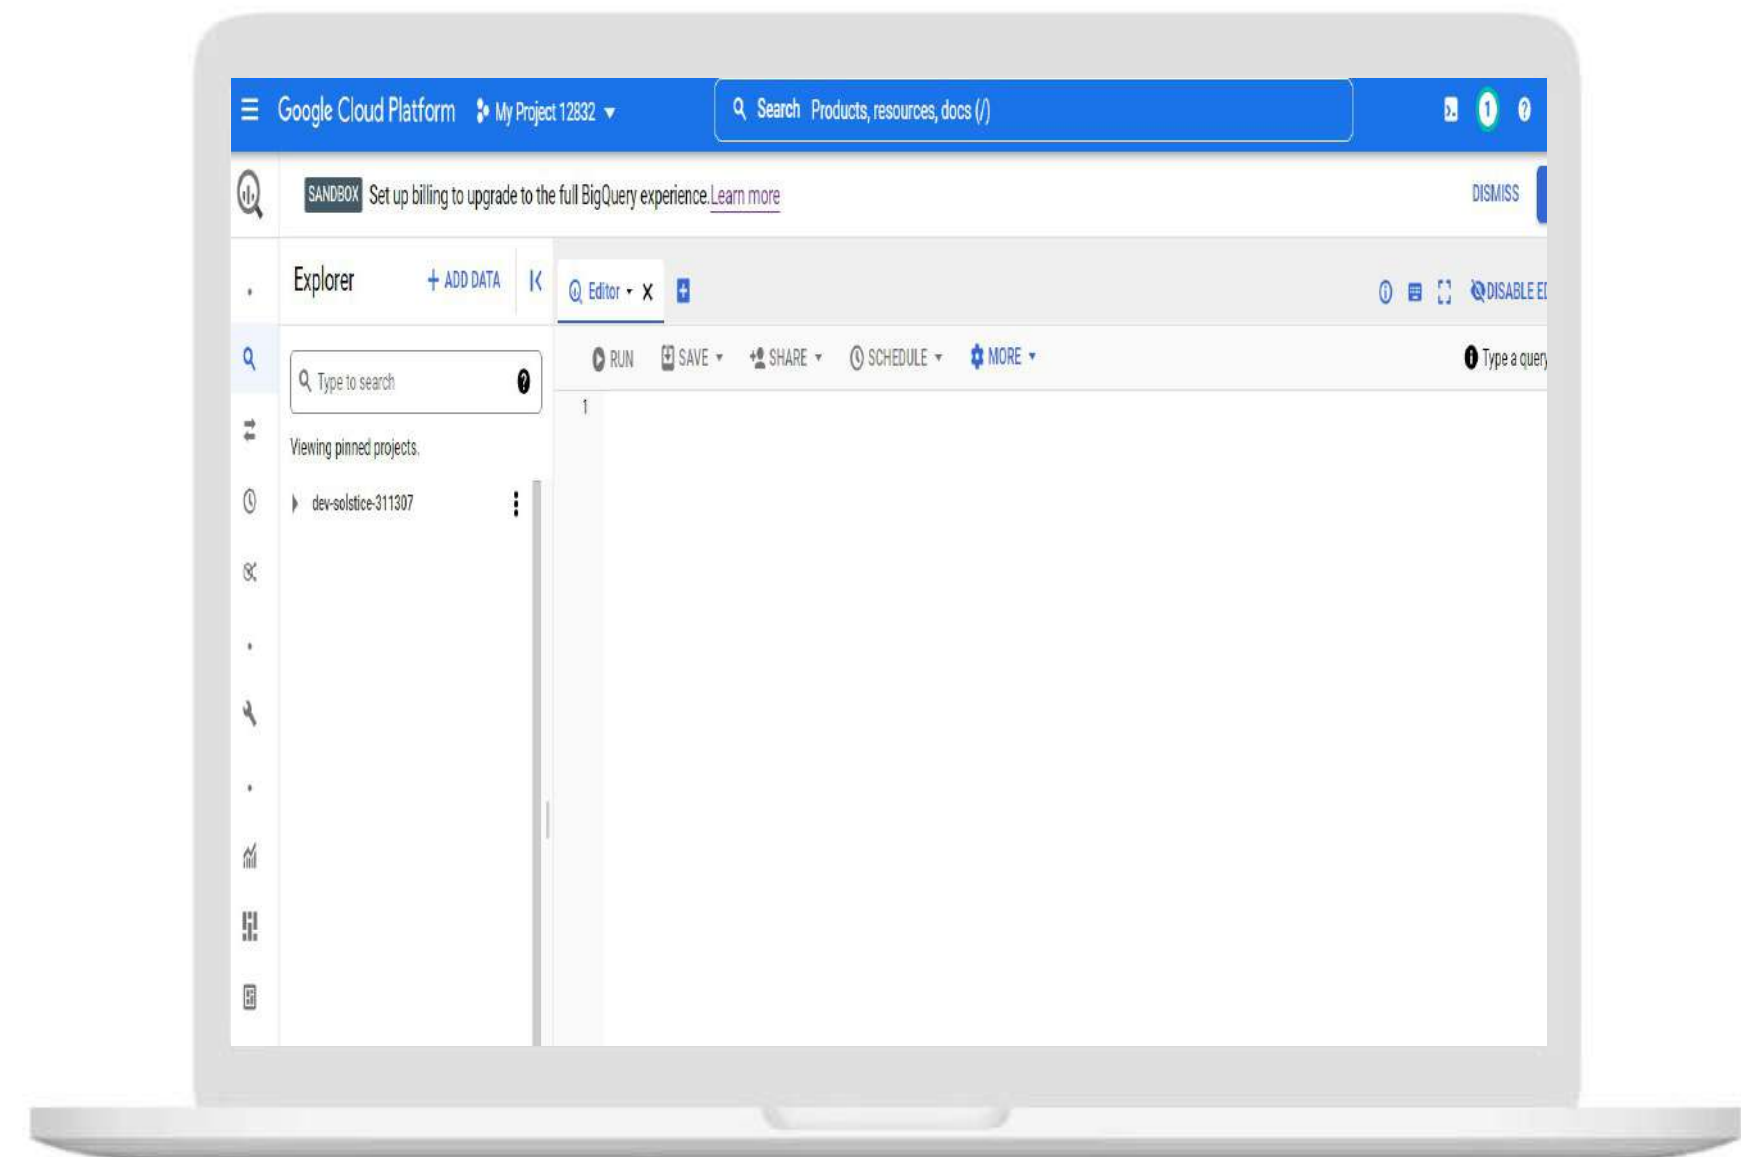 Google Cloud Platform My Project 12832
Search Products, resources, docs (/)
1
SANDBOX Set up billing to upgrade to the full BigQuery experience. Learn more
DISMISS
Explorer
+ ADD DATA
Editor
DISABLE ED
Type to search
RUN SAVE SHARE SCHEDULE MORE
Type a query
1
Viewing pinned projects.
dev-solstice-311307